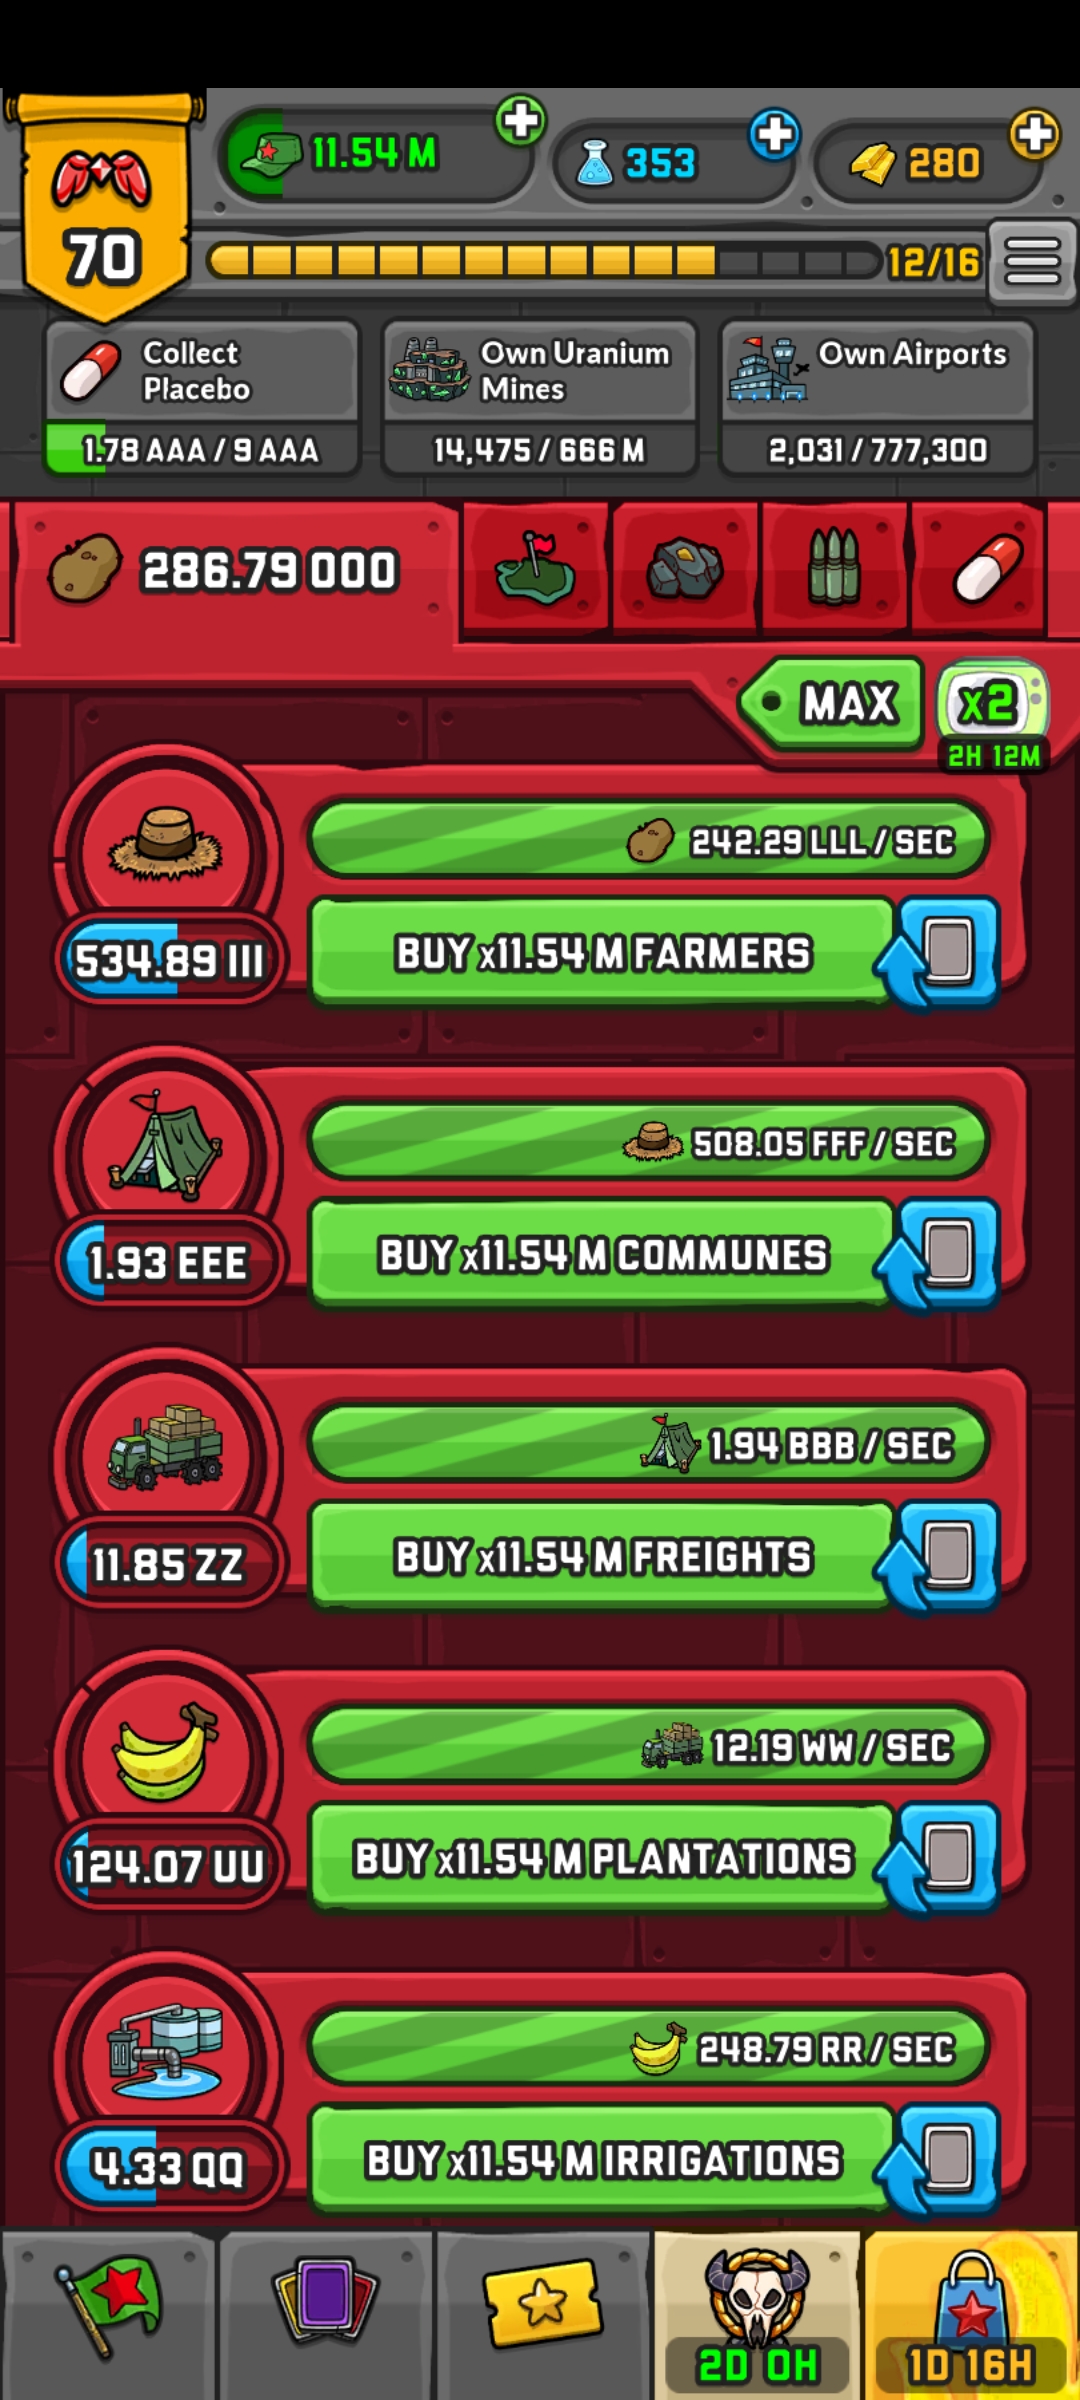 70
11.54 M
353
280
12/16
Collect
Placebo
1.78 AAA / 9 AAA
Own Uranium
Mines
14,475 / 666 M
Own Airports
2,031 / 777,300
286.79 OOO
MAX
x2
2H 12M
242.29 LLL / SEC
534.89 III
BUY x11.54 M FARMERS
508.05 FFF / SEC
1.93 EEE
BUY x11.54 M COMMUNES
1.94 BBB / SEC
11.85 ZZ
BUY x11.54 M FREIGHTS
12.19 WW / SEC
124.07 UU
BUY x11.54 M PLANTATIONS
248.79 RR / SEC
4.33 QQ
BUY x11.54 M IRRIGATIONS
2D 0H
1D 16H